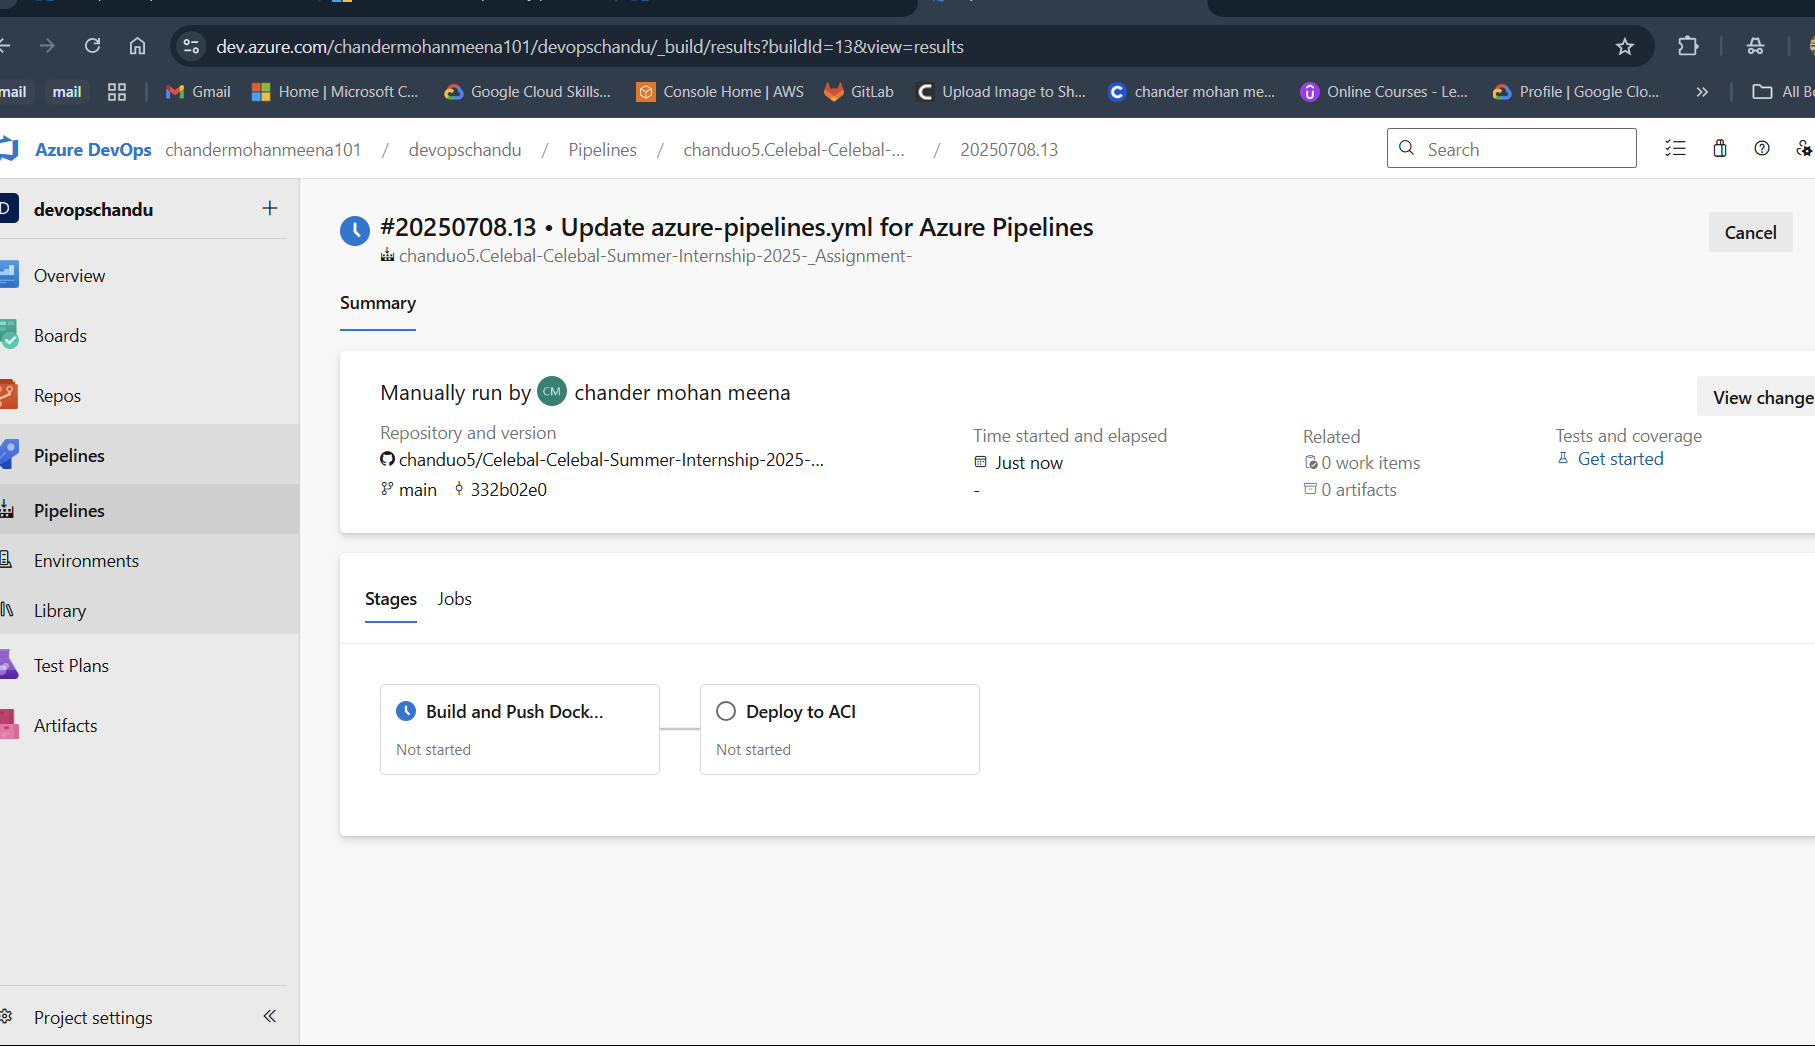 dev.azure.com/chandermohanmeena101/devopschandu/_build/results?buildId=13&view=results
mail mail Gmail Home | Microsoft C... Google Cloud Skills... Console Home | AWS GitLab Upload Image to Sh... chander mohan me... Online Courses - Le... Profile | Google Clo... » All Bo
Azure DevOps chandermohanmeena101 / devopschandu / Pipelines / chanduo5.Celebal-Celebal-... / 20250708.13
Search
D devopschandu +
Overview
Boards
Repos
Pipelines
Pipelines
Environments
Library
Test Plans
Artifacts
Project settings
#20250708.13 • Update azure-pipelines.yml for Azure Pipelines
chanduo5.Celebal-Celebal-Summer-Internship-2025-_Assignment-
Cancel
Summary
Manually run by CM chander mohan meena
View change
Repository and version
chanduo5/Celebal-Celebal-Summer-Internship-2025-...
main 332b02e0
Time started and elapsed
Just now
-
Related
0 work items
0 artifacts
Tests and coverage
Get started
Stages Jobs
Build and Push Dock...
Not started
Deploy to ACI
Not started